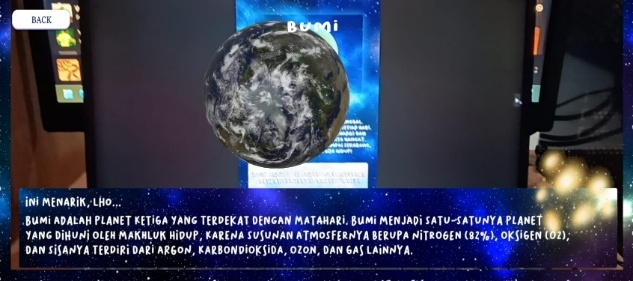 BACK
BUMI
INI MENARIK, LHO...
BUMI ADALAH PLANET KETIGA YANG TERDEKAT DENGAN MATAHARI. BUMI MENJADI SATU-SATUNYA PLANET
YANG DIHUNI OLEH MAKHLUK HIDUP, KARENA SUSUNAN ATMOSFERNYA BERUPA NITROGEN (82%), OKSIGEN (O2),
DAN SISANYA TERDIRI DARI ARGON, KARBONDIOKSIDA, OZON, DAN GAS LAINNYA.